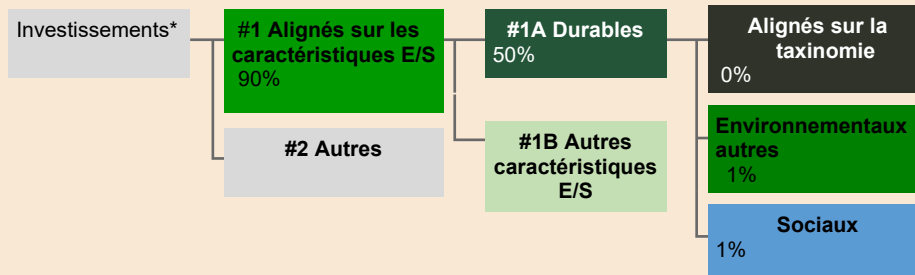 Investissements*
#1 Alignés sur les
caractéristiques E/S
90%
#2 Autres
#1A Durables
50%
#1B Autres
caractéristiques
E/S
Alignés sur la
taxinomie
0%
Environnementaux
autres
1%
Sociaux
1%